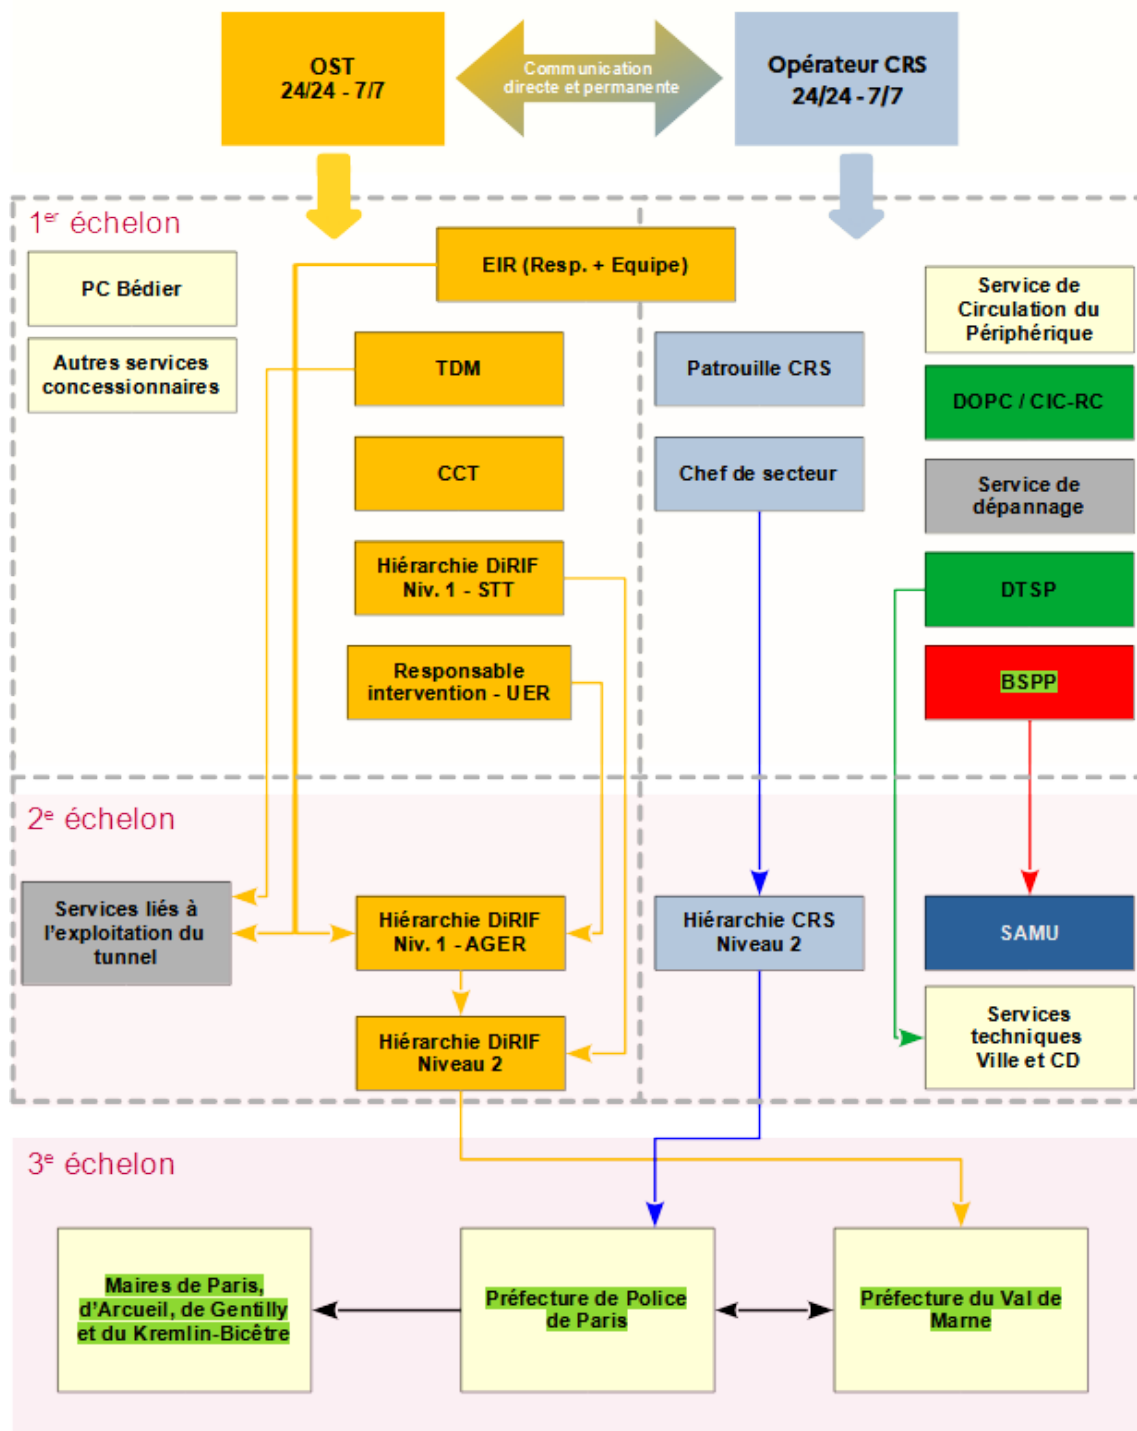 OST
24/24 - 7/7
Communication
directe et permanente
Opérateur CRS
24/24 - 7/7
1er échelon
EIR (Resp. + Equipe)
PC Bédier
Autres services
concessionnaires
TDM
CCT
Hiérarchie DiRIF
Niv. 1 - STT
Responsable
intervention - UER
Patrouille CRS
Chef de secteur
Service de
Circulation du
Périphérique
DOPC / CIC-RC
Service de
dépannage
DTSP
BSPP
2e échelon
Services liés à
l'exploitation du
tunnel
Hiérarchie DiRIF
Niv. 1 - AGER
Hiérarchie DiRIF
Niveau 2
Hiérarchie CRS
Niveau 2
SAMU
Services
techniques
Ville et CD
3e échelon
Maires de Paris,
d'Arcueil, de Gentilly
et du Kremlin-Bicêtre
Préfecture de Police
de Paris
Préfecture du Val de
Marne